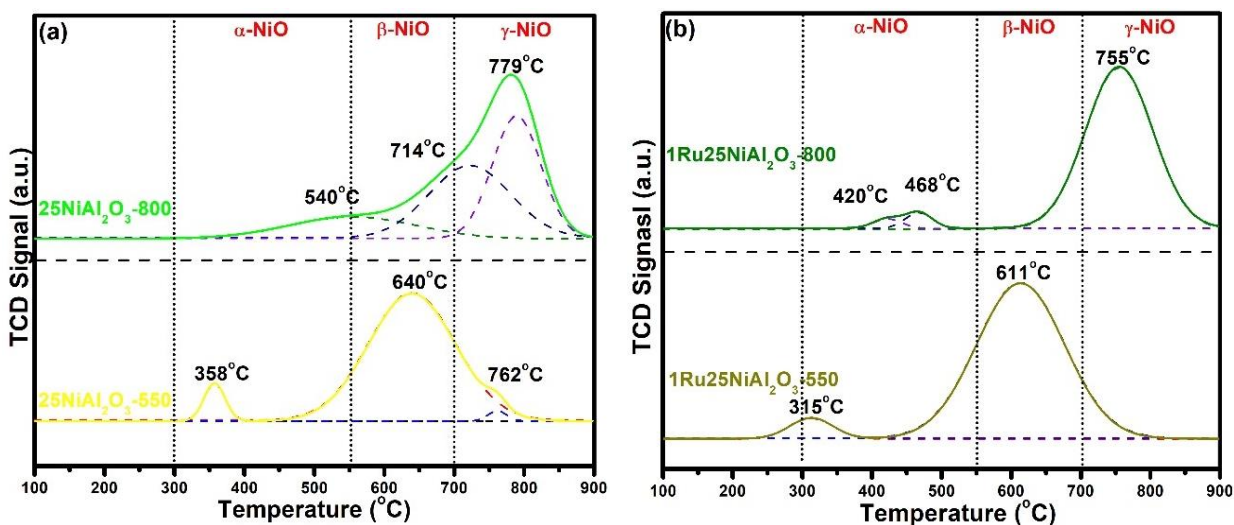 (a)
α-NiO β-NiO γ-NiO
779°C
714°C
540°C
25NiAl₂O₃-800
640°C
358°C
762°C
25NiAl₂O₃-550
TCD Signal (a.u.)
100 200 300 400 500 600 700 800 900
Temperature (°C)
(b)
α-NiO β-NiO γ-NiO
755°C
1Ru25NiAl₂O₃-800
420°C 468°C
611°C
1Ru25NiAl₂O₃-550
315°C
TCD Signasl (a.u.)
100 200 300 400 500 600 700 800 900
Temperature (°C)